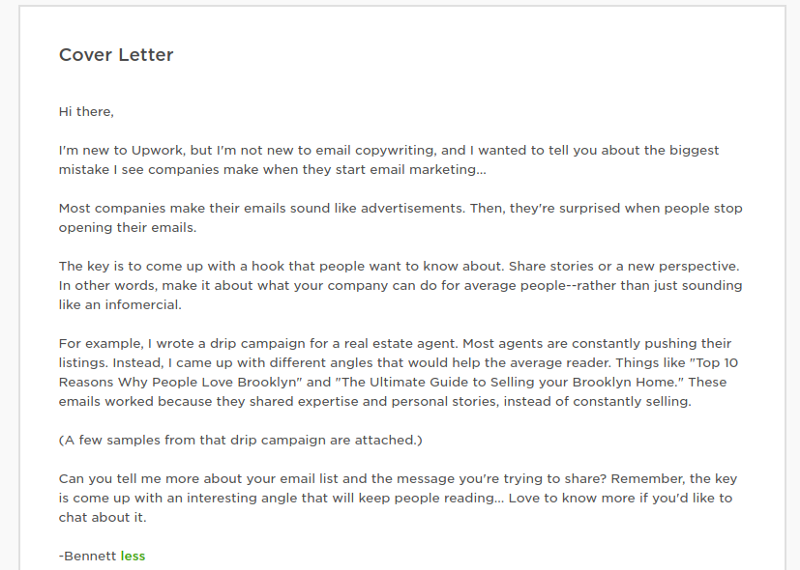 Cover Letter
Hi there,
I'm new to Upwork, but I'm not new to email copywriting, and I wanted to tell you about the biggest
mistake I see companies make when they start email marketing...
Most companies make their emails sound like advertisements. Then, they're surprised when people stop
opening their emails.
The key is to come up with a hook that people want to know about. Share stories or a new perspective.
In other words, make it about what your company can do for average people--rather than just sounding
like an infomercial.
For example, I wrote a drip campaign for a real estate agent. Most agents are constantly pushing their
listings. Instead, I came up with different angles that would help the average reader. Things like "Top 10
Reasons Why People Love Brooklyn" and "The Ultimate Guide to Selling your Brooklyn Home." These
emails worked because they shared expertise and personal stories, instead of constantly selling.
(A few samples from that drip campaign are attached.)
Can you tell me more about your email list and the message you're trying to share? Remember, the key
is come up with an interesting angle that will keep people reading... Love to know more if you'd like to
chat about it.
-Bennett less